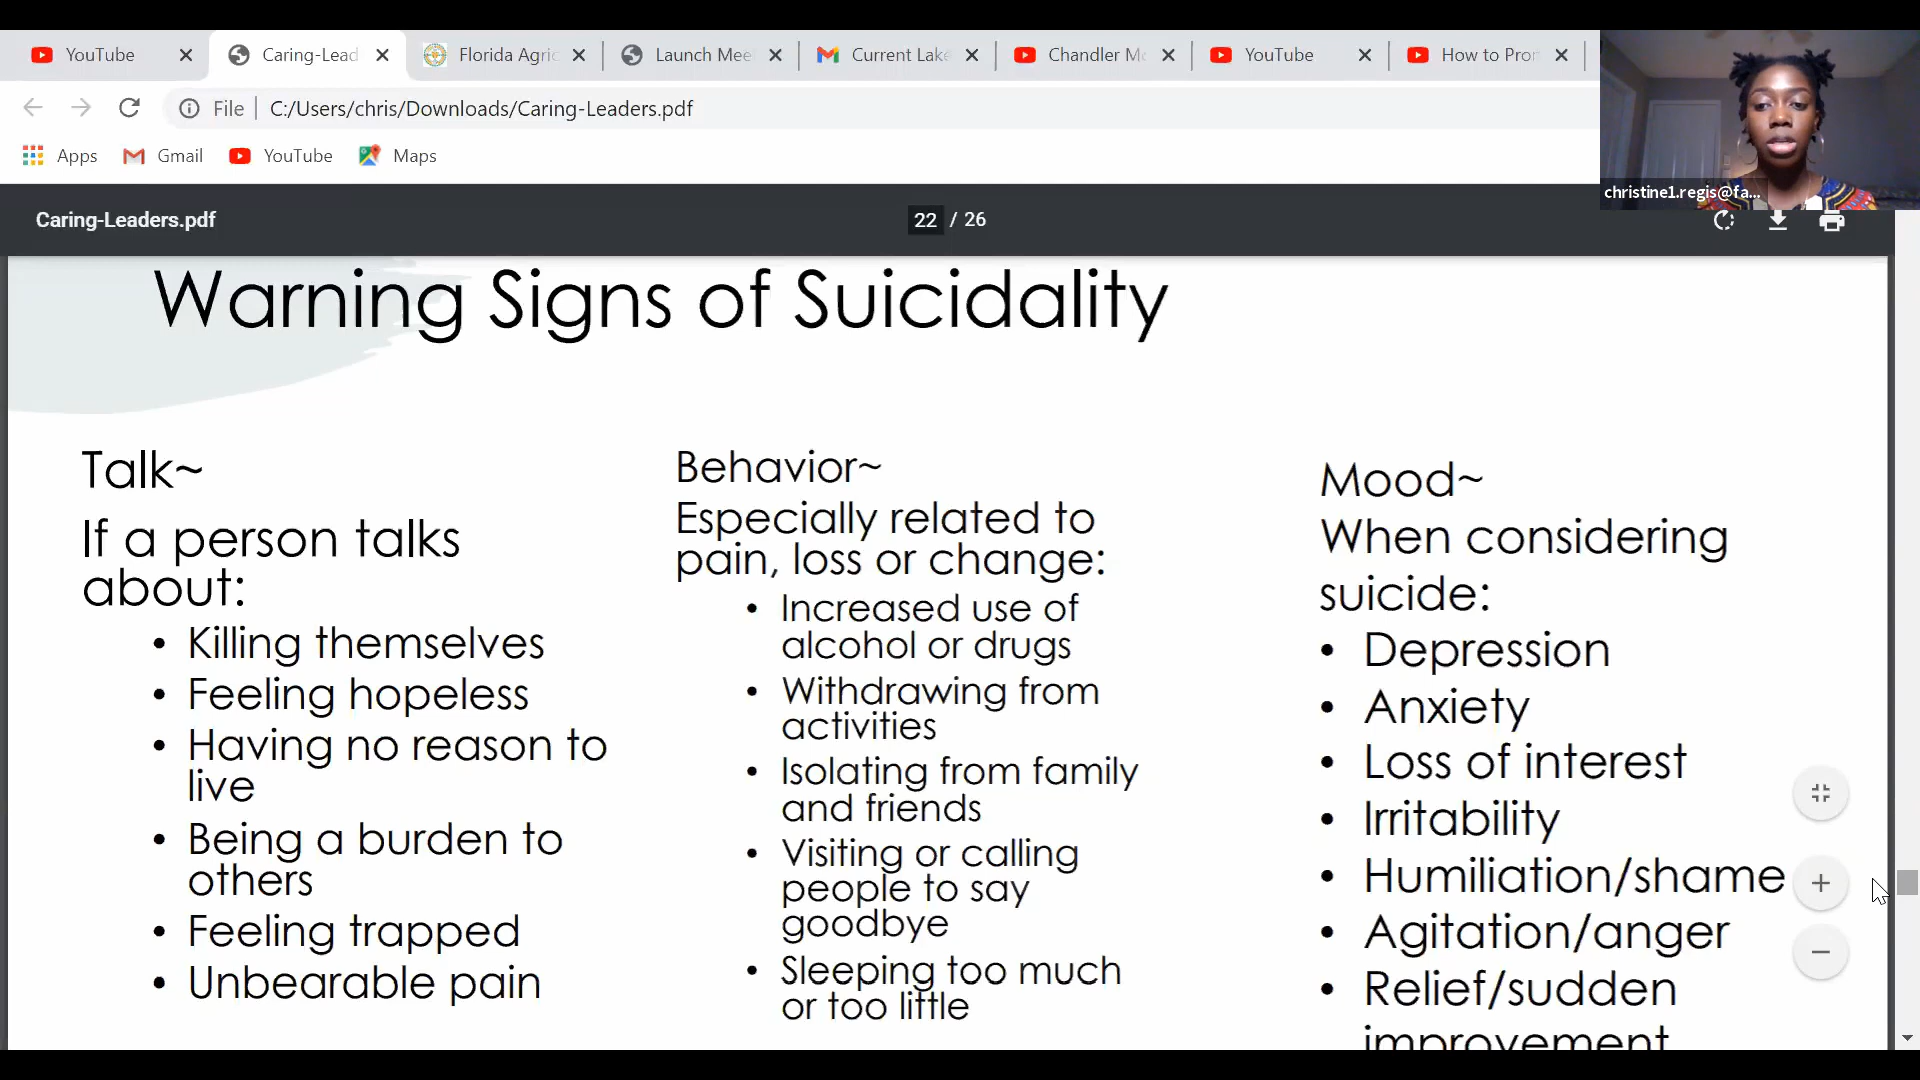 YouTube
Caring-Lead
Florida Agric
Launch Mee
Current Lake
Chandler Mo
YouTube
How to Pron
File
C:/Users/chris/Downloads/Caring-Leaders.pdf
Apps
Gmail
YouTube
Maps
christine1.regis@fa...
Caring-Leaders.pdf
22 / 26
Warning Signs of Suicidality
Talk~
If a person talks
about:
• Killing themselves
• Feeling hopeless
• Having no reason to
live
• Being a burden to
others
• Feeling trapped
• Unbearable pain
Behavior~
Especially related to
pain, loss or change:
• Increased use of
alcohol or drugs
• Withdrawing from
activities
• Isolating from family
and friends
• Visiting or calling
people to say
goodbye
• Sleeping too much
or too little
Mood~
When considering
suicide:
• Depression
• Anxiety
• Loss of interest
• Irritability
• Humiliation/shame
• Agitation/anger
• Relief/sudden
improvement